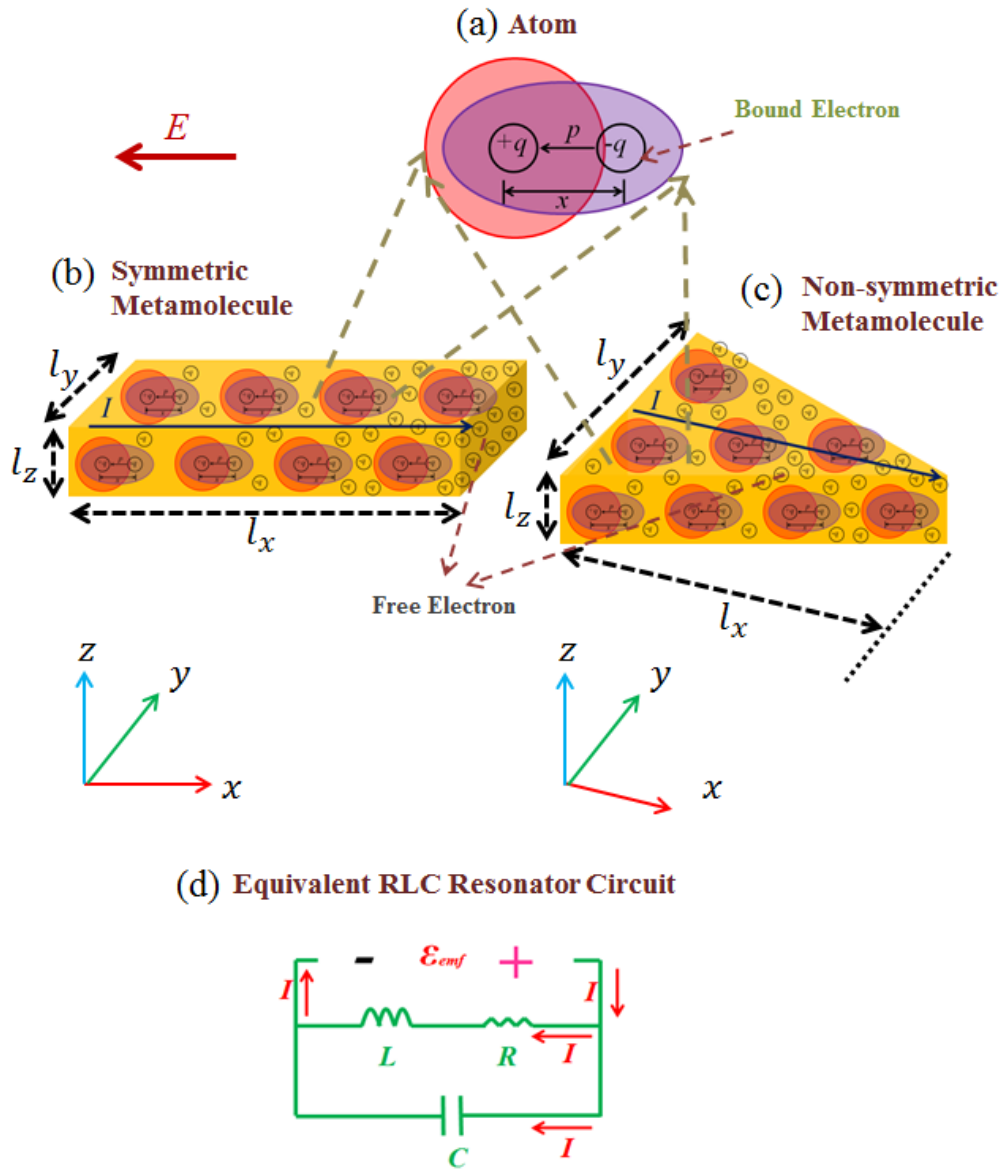 (a) Atom
E
Bound Electron
+q
p
-q
x
(b) Symmetric
Metamolecule
(c) Non-symmetric
Metamolecule
l_y
I
l_z
l_x
l_y
I
l_z
l_x
Free Electron
z
y
x
z
y
x
(d) Equivalent RLC Resonator Circuit
- ε_emf +
I
I
L
R
I
C
I